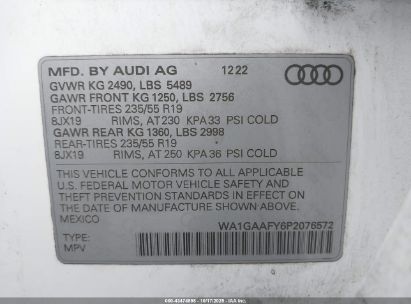 MFD. BY AUDI AG 12 22
GVWR KG 2490, LBS 5489
GAWR FRONT KG 1250, LBS 2756
FRONT-TIRES 235/55 R19
8JX19 RIMS, AT 230 KPA 33 PSI COLD
GAWR REAR KG 1360, LBS 2998
REAR-TIRES 235/55 R19
8JX19 RIMS, AT 250 KPA 36 PSI COLD
THIS VEHICLE CONFORMS TO ALL APPLICABLE
U.S. FEDERAL MOTOR VEHICLE SAFETY AND
THEFT PREVENTION STANDARDS IN EFFECT ON
THE DATE OF MANUFACTURE SHOWN ABOVE.
MEXICO
WA1GAAFY6P2076572
TYPE:
MPV